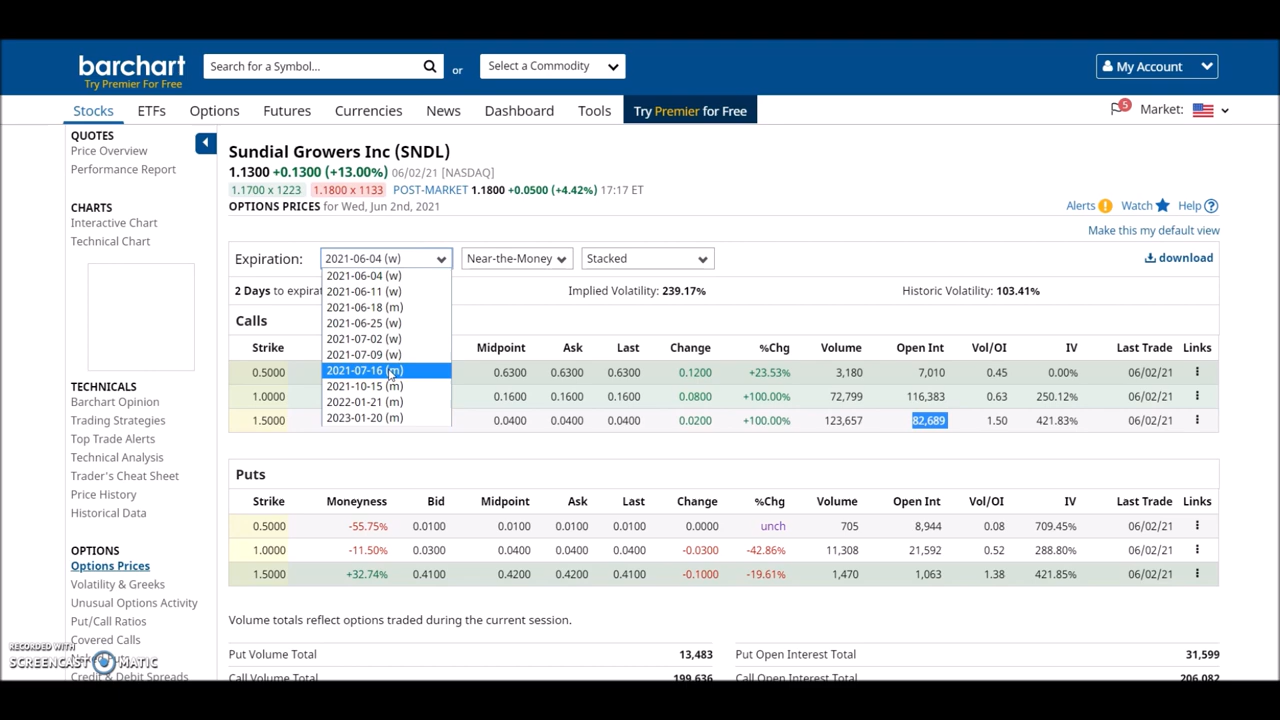 barchart
Try Premier For Free
Search for a Symbol...
or
Select a Commodity
My Account
Stocks ETFs Options Futures Currencies News Dashboard Tools Try Premier for Free 5 Market:
QUOTES
Price Overview
Performance Report
CHARTS
Interactive Chart
Technical Chart
TECHNICALS
Barchart Opinion
Trading Strategies
Top Trade Alerts
Technical Analysis
Trader's Cheat Sheet
Price History
Historical Data
OPTIONS
Options Prices
Volatility & Greeks
Unusual Options Activity
Put/Call Ratios
Covered Calls
Credit & Debit Spreads
RECORDED WITH
SCREENCAST MATIC
Sundial Growers Inc (SNDL)
1.1300 +0.1300 (+13.00%) 06/02/21 [NASDAQ]
1.1700 x 1223 1.1800 x 1133 POST-MARKET 1.1800 +0.0500 (+4.42%) 17:17 ET
OPTIONS PRICES for Wed, Jun 2nd, 2021
Alerts Watch Help
Make this my default view
Expiration: 2021-06-04 (w) Near-the-Money Stacked download
2021-06-04 (w)
2021-06-11 (w)
2021-06-18 (m)
2021-06-25 (w)
2021-07-02 (w)
2021-07-09 (w)
2021-07-16 (m)
2021-10-15 (m)
2022-01-21 (m)
2023-01-20 (m)
2 Days to expirat Implied Volatility: 239.17% Historic Volatility: 103.41%
Calls
Strike Midpoint Ask Last Change %Chg Volume Open Int Vol/OI IV Last Trade Links
0.5000 0.6300 0.6300 0.6300 0.1200 +23.53% 3,180 7,010 0.45 0.00% 06/02/21
1.0000 0.1600 0.1600 0.1600 0.0800 +100.00% 72,799 116,383 0.63 250.12% 06/02/21
1.5000 0.0400 0.0400 0.0400 0.0200 +100.00% 123,657 82,689 1.50 421.83% 06/02/21
Puts
Strike Moneyness Bid Midpoint Ask Last Change %Chg Volume Open Int Vol/OI IV Last Trade Links
0.5000 -55.75% 0.0100 0.0100 0.0100 0.0100 0.0000 unch 705 8,944 0.08 709.45% 06/02/21
1.0000 -11.50% 0.0300 0.0400 0.0400 0.0400 -0.0300 -42.86% 11,308 21,592 0.52 288.80% 06/02/21
1.5000 +32.74% 0.4100 0.4200 0.4200 0.4100 -0.1000 -19.61% 1,470 1,063 1.38 421.85% 06/02/21
Volume totals reflect options traded during the current session.
Put Volume Total 13,483 Put Open Interest Total 31,599
Call Volume Total 199,636 Call Open Interest Total 206,082